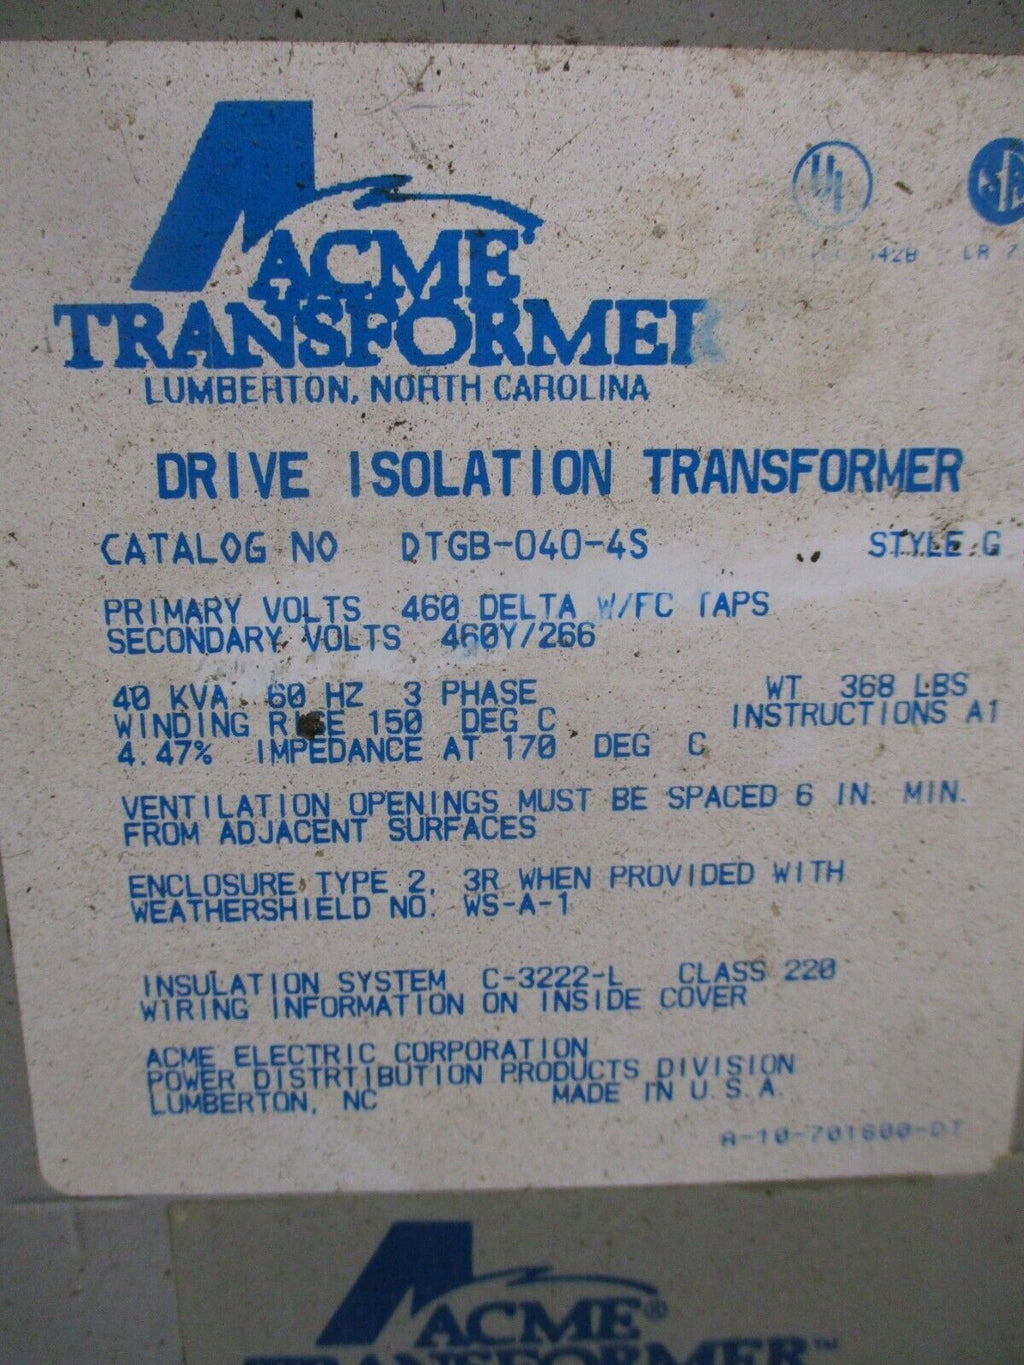 UL
ACME
TRANSFORMER
LUMBERTON, NORTH CAROLINA
DRIVE ISOLATION TRANSFORMER
CATALOG NO DTGB-040-4S STYLE G
PRIMARY VOLTS 460 DELTA W/FC TAPS
SECONDARY VOLTS 460Y/266
40 KVA 60 HZ 3 PHASE WT 368 LBS
WINDING RISE 150 DEG C INSTRUCTIONS A1
4.47% IMPEDANCE AT 170 DEG C
VENTILATION OPENINGS MUST BE SPACED 6 IN. MIN.
FROM ADJACENT SURFACES
ENCLOSURE TYPE 2, 3R WHEN PROVIDED WITH
WEATHERSHIELD NO. WS-A-1
INSULATION SYSTEM C-3222-L CLASS 220
WIRING INFORMATION ON INSIDE COVER
ACME ELECTRIC CORPORATION
POWER DISTRTIBUTION PRODUCTS DIVISION
LUMBERTON, NC MADE IN U.S.A.
A-10-701600-DT
ACME®
TRANSFORMER™